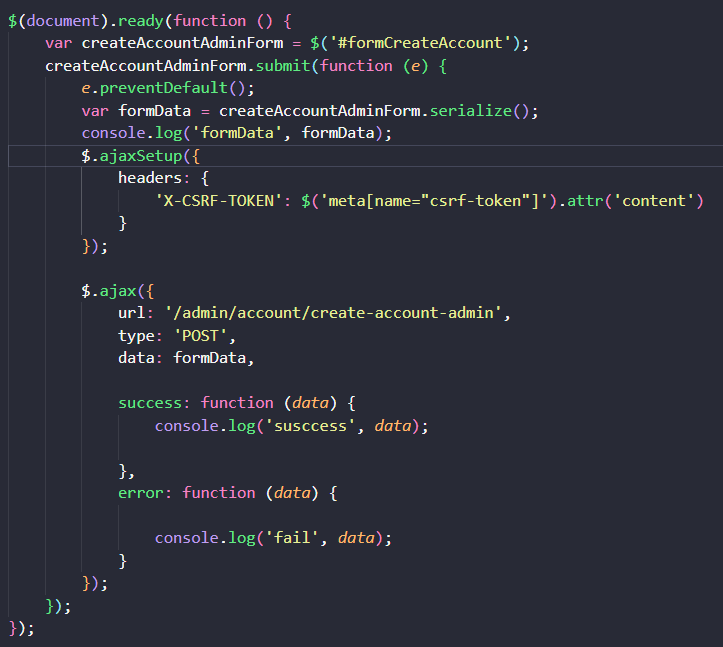 $(document).ready(function () {
    var createAccountAdminForm = $('#formCreateAccount');
    createAccountAdminForm.submit(function (e) {
        e.preventDefault();
        var formData = createAccountAdminForm.serialize();
        console.log('formData', formData);
        $.ajaxSetup({
            headers: {
                'X-CSRF-TOKEN': $('meta[name="csrf-token"]').attr('content')
            }
        });

        $.ajax({
            url: '/admin/account/create-account-admin',
            type: 'POST',
            data: formData,

            success: function (data) {
                console.log('susccess', data);

            },
            error: function (data) {

                console.log('fail', data);
            }
        });
    });
});